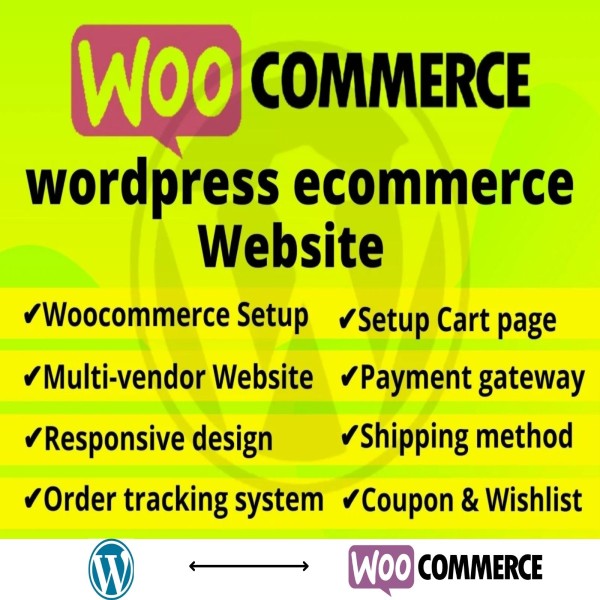 WOO COMMERCE
wordpress ecommerce
Website
✔Woocommerce Setup
✔Setup Cart page
✔Multi-vendor Website
✔Payment gateway
✔Responsive design
✔Shipping method
✔Order tracking system
✔Coupon & Wishlist
W
WOO COMMERCE